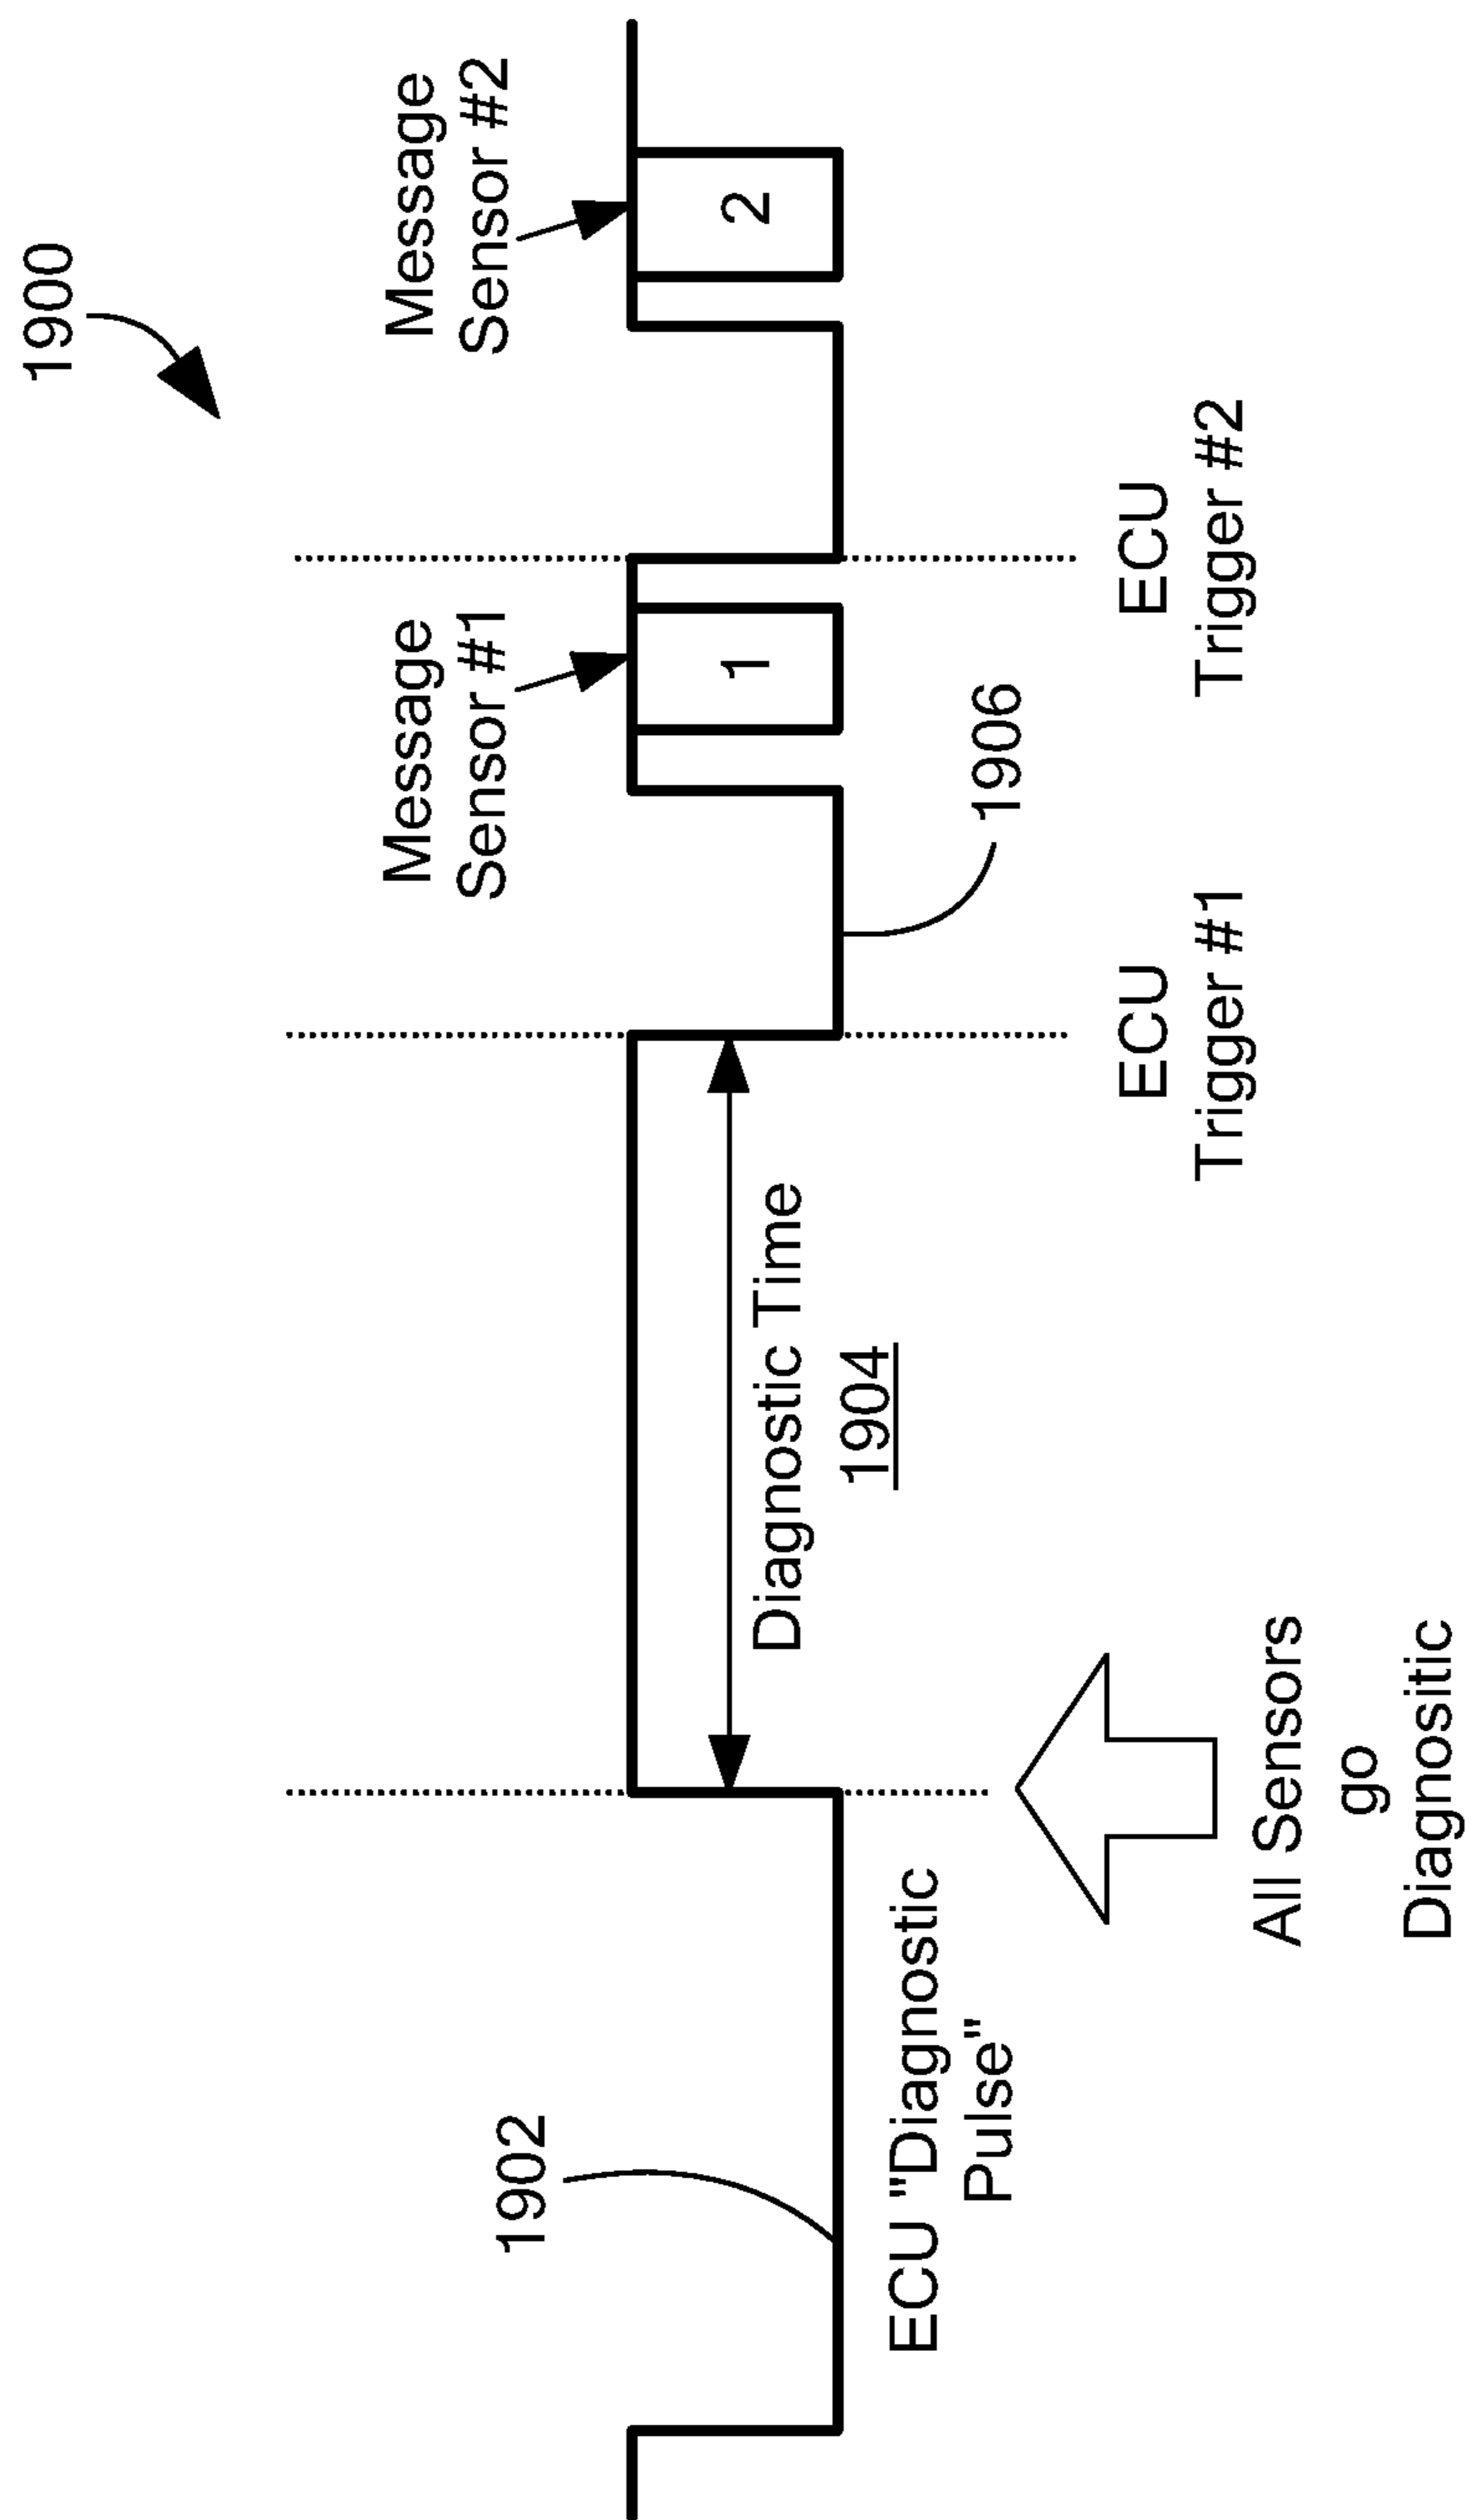 1900
Message
Sensor #1
Message
Sensor #2
1902
1
2
Diagnostic Time
1904
ECU "Diagnostic
Pulse"
1906
All Sensors
go
Diagnositic
ECU
Trigger #1
ECU
Trigger #2